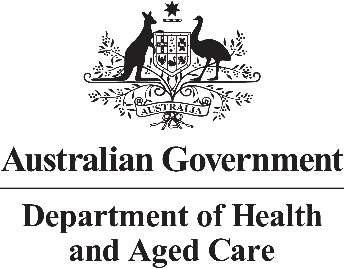 AUSTRALIA
Australian Government
Department of Health
and Aged Care